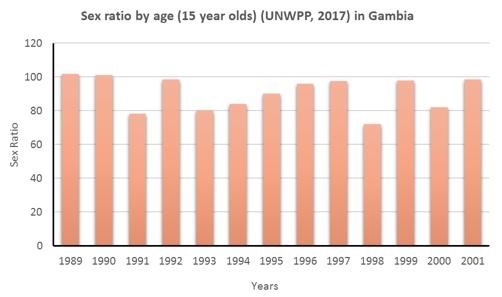 Sex ratio by age (15 year olds) (UNWPP, 2017) in Gambia
120
100
80
60
40
20
0
Sex Ratio
1989 1990 1991 1992 1993 1994 1995 1996 1997 1998 1999 2000 2001
Years